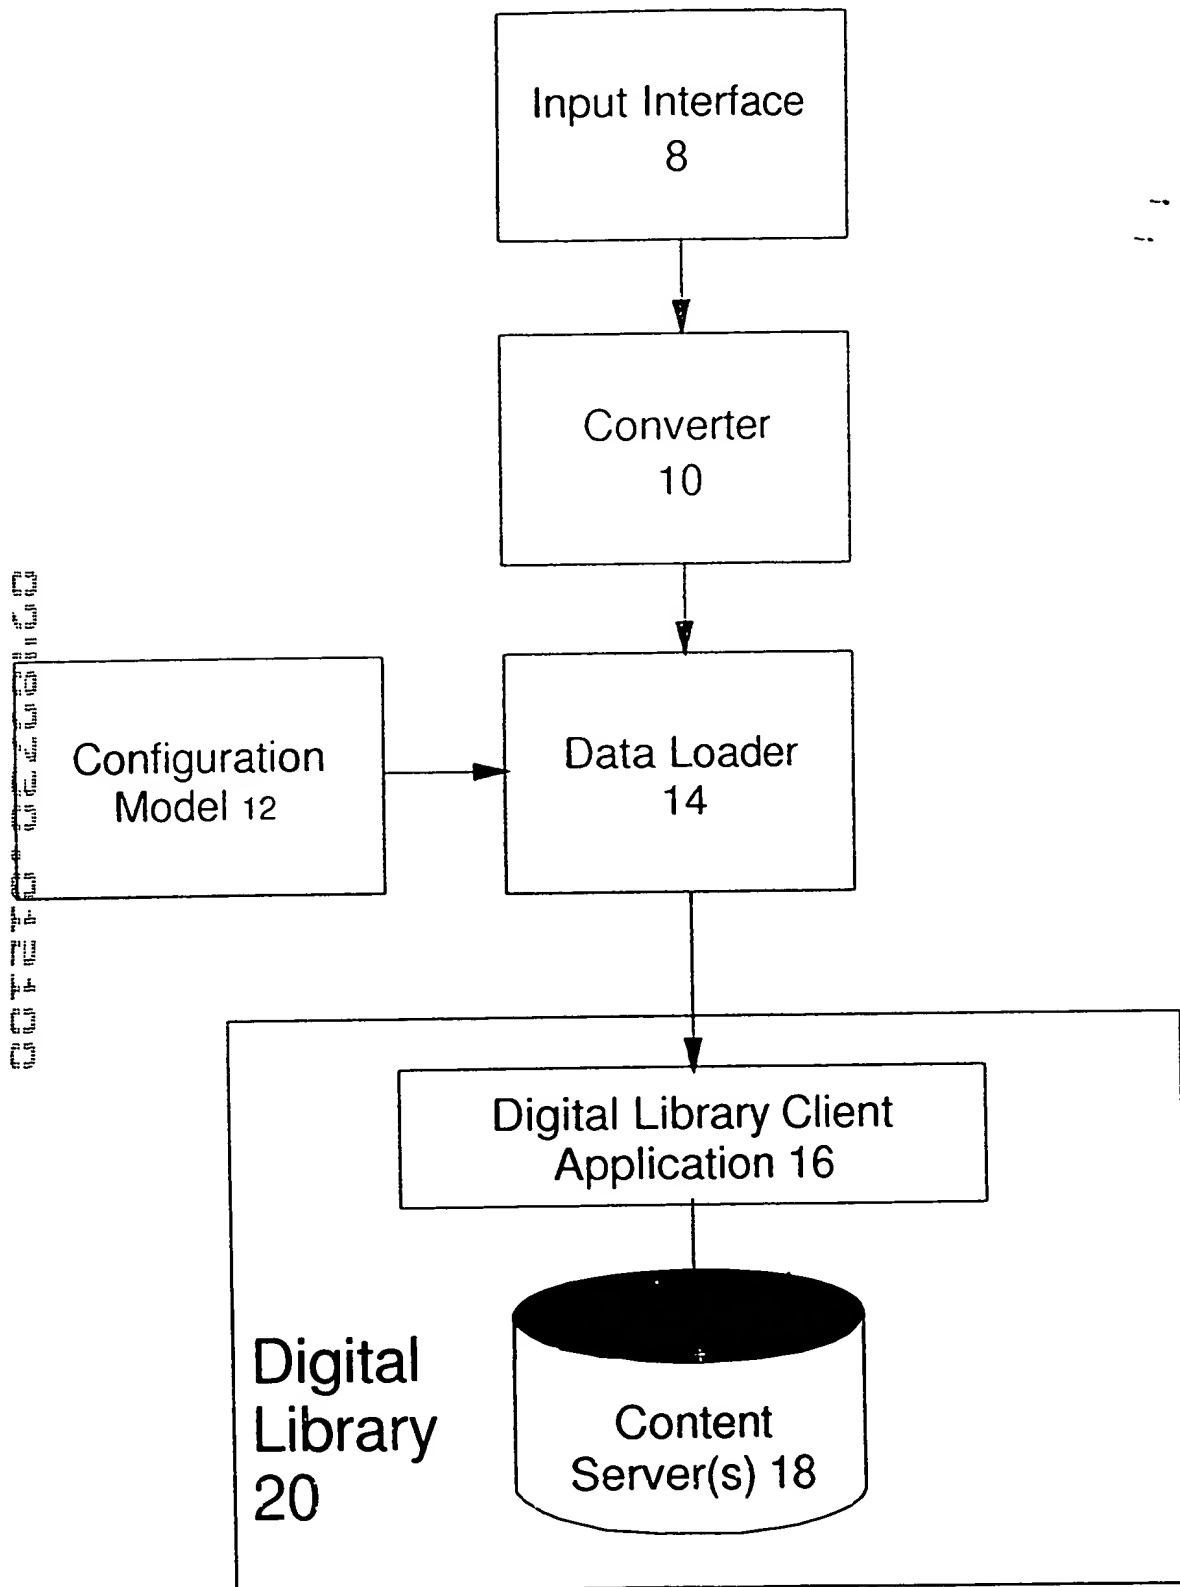 Input Interface
8
Converter
10
Configuration
Model 12
Data Loader
14
Digital Library Client
Application 16
Digital
Library
20
Content
Server(s) 18